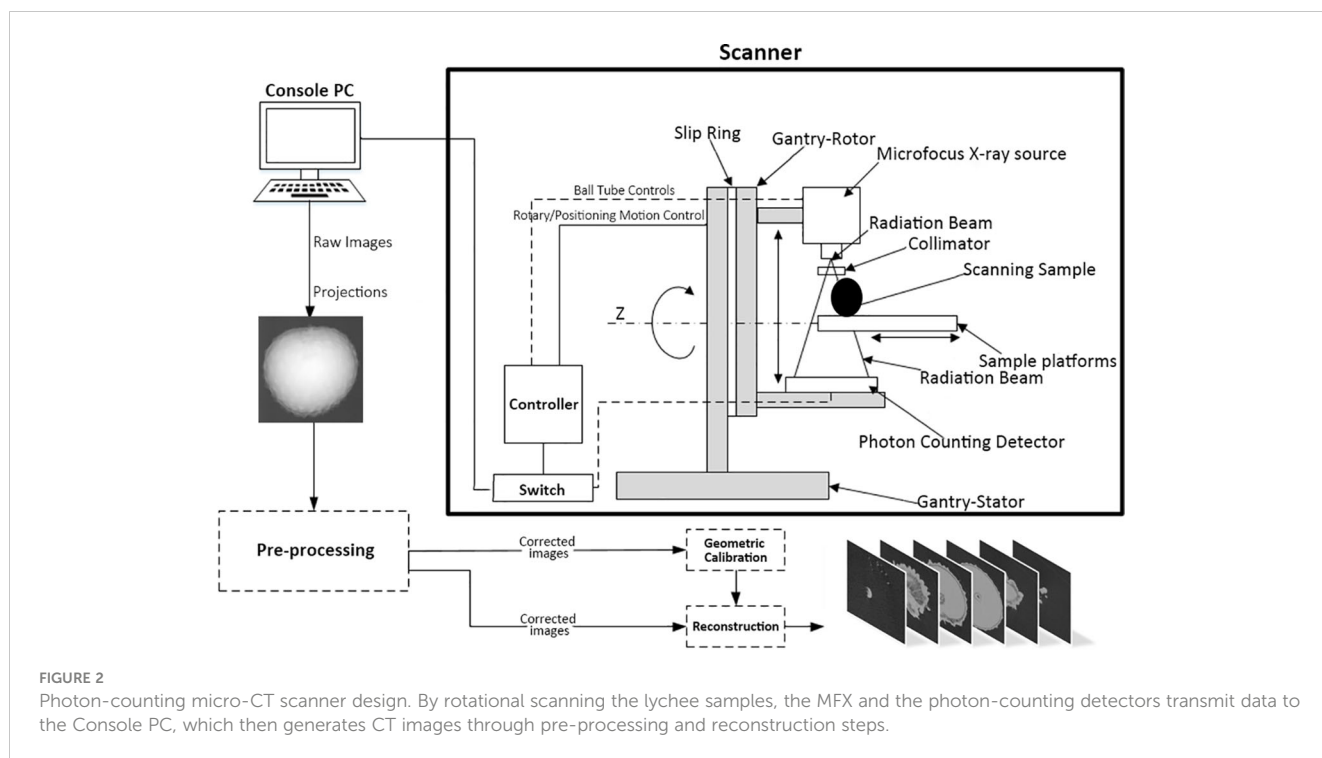 Scanner
Console PC
Slip Ring
Gantry-Rotor
Microfocus X-ray source
Ball Tube Controls
Rotary/Positioning Motion Control
Radiation Beam
Collimator
Scanning Sample
Raw Images
Projections
Z
Sample platforms
Radiation Beam
Controller
Photon Counting Detector
Switch
Gantry-Stator
Pre-processing
Corrected
images
Geometric
Calibration
Corrected
images
Reconstruction
FIGURE 2
Photon-counting micro-CT scanner design. By rotational scanning the lychee samples, the MFX and the photon-counting detectors transmit data to
the Console PC, which then generates CT images through pre-processing and reconstruction steps.